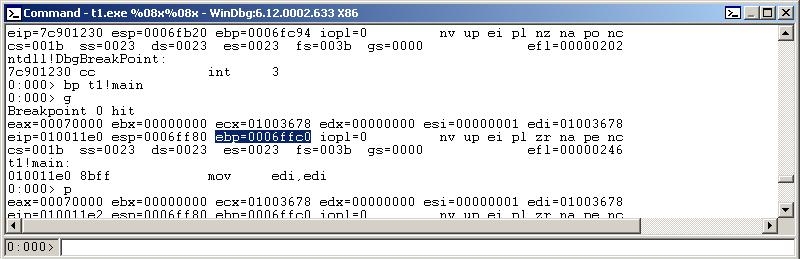 Command - t1.exe %08x%08x - WinDbg:6.12.0002.633 X86
eip=7c901230 esp=0006fb20 ebp=0006fc94 iopl=0         nv up ei pl nz na po nc
cs=001b  ss=0023  ds=0023  es=0023  fs=003b  gs=0000             efl=00000202
ntdll!DbgBreakPoint:
7c901230 cc              int     3
0:000> bp t1!main
0:000> g
Breakpoint 0 hit
eax=00070000 ebx=00000000 ecx=01003678 edx=00000000 esi=00000001 edi=01003678
eip=010011e0 esp=0006ff80 ebp=0006ffc0 iopl=0         nv up ei pl zr na pe nc
cs=001b  ss=0023  ds=0023  es=0023  fs=003b  gs=0000             efl=00000246
t1!main:
010011e0 8bff            mov     edi,edi
0:000> p
eax=00070000 ebx=00000000 ecx=01003678 edx=00000000 esi=00000001 edi=01003678
eip=010011e2 esp=0006ff80 ebp=0006ffc0 iopl=0         nv up ei pl zr na pe nc
0:000>